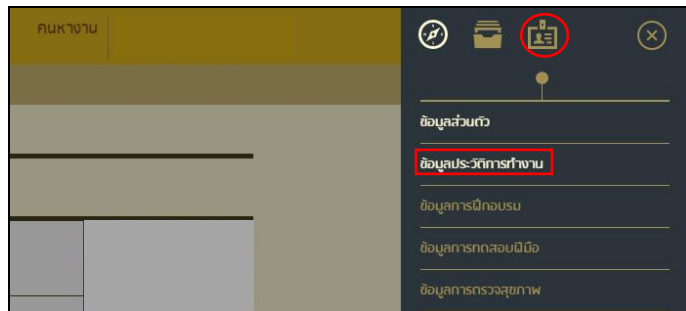 ค้นหางาน
ข้อมูลส่วนตัว
ข้อมูลประวัติการทำงาน
ข้อมูลการฝึกอบรม
ข้อมูลการทดสอบฝีมือ
ข้อมูลการตรวจสุขภาพ